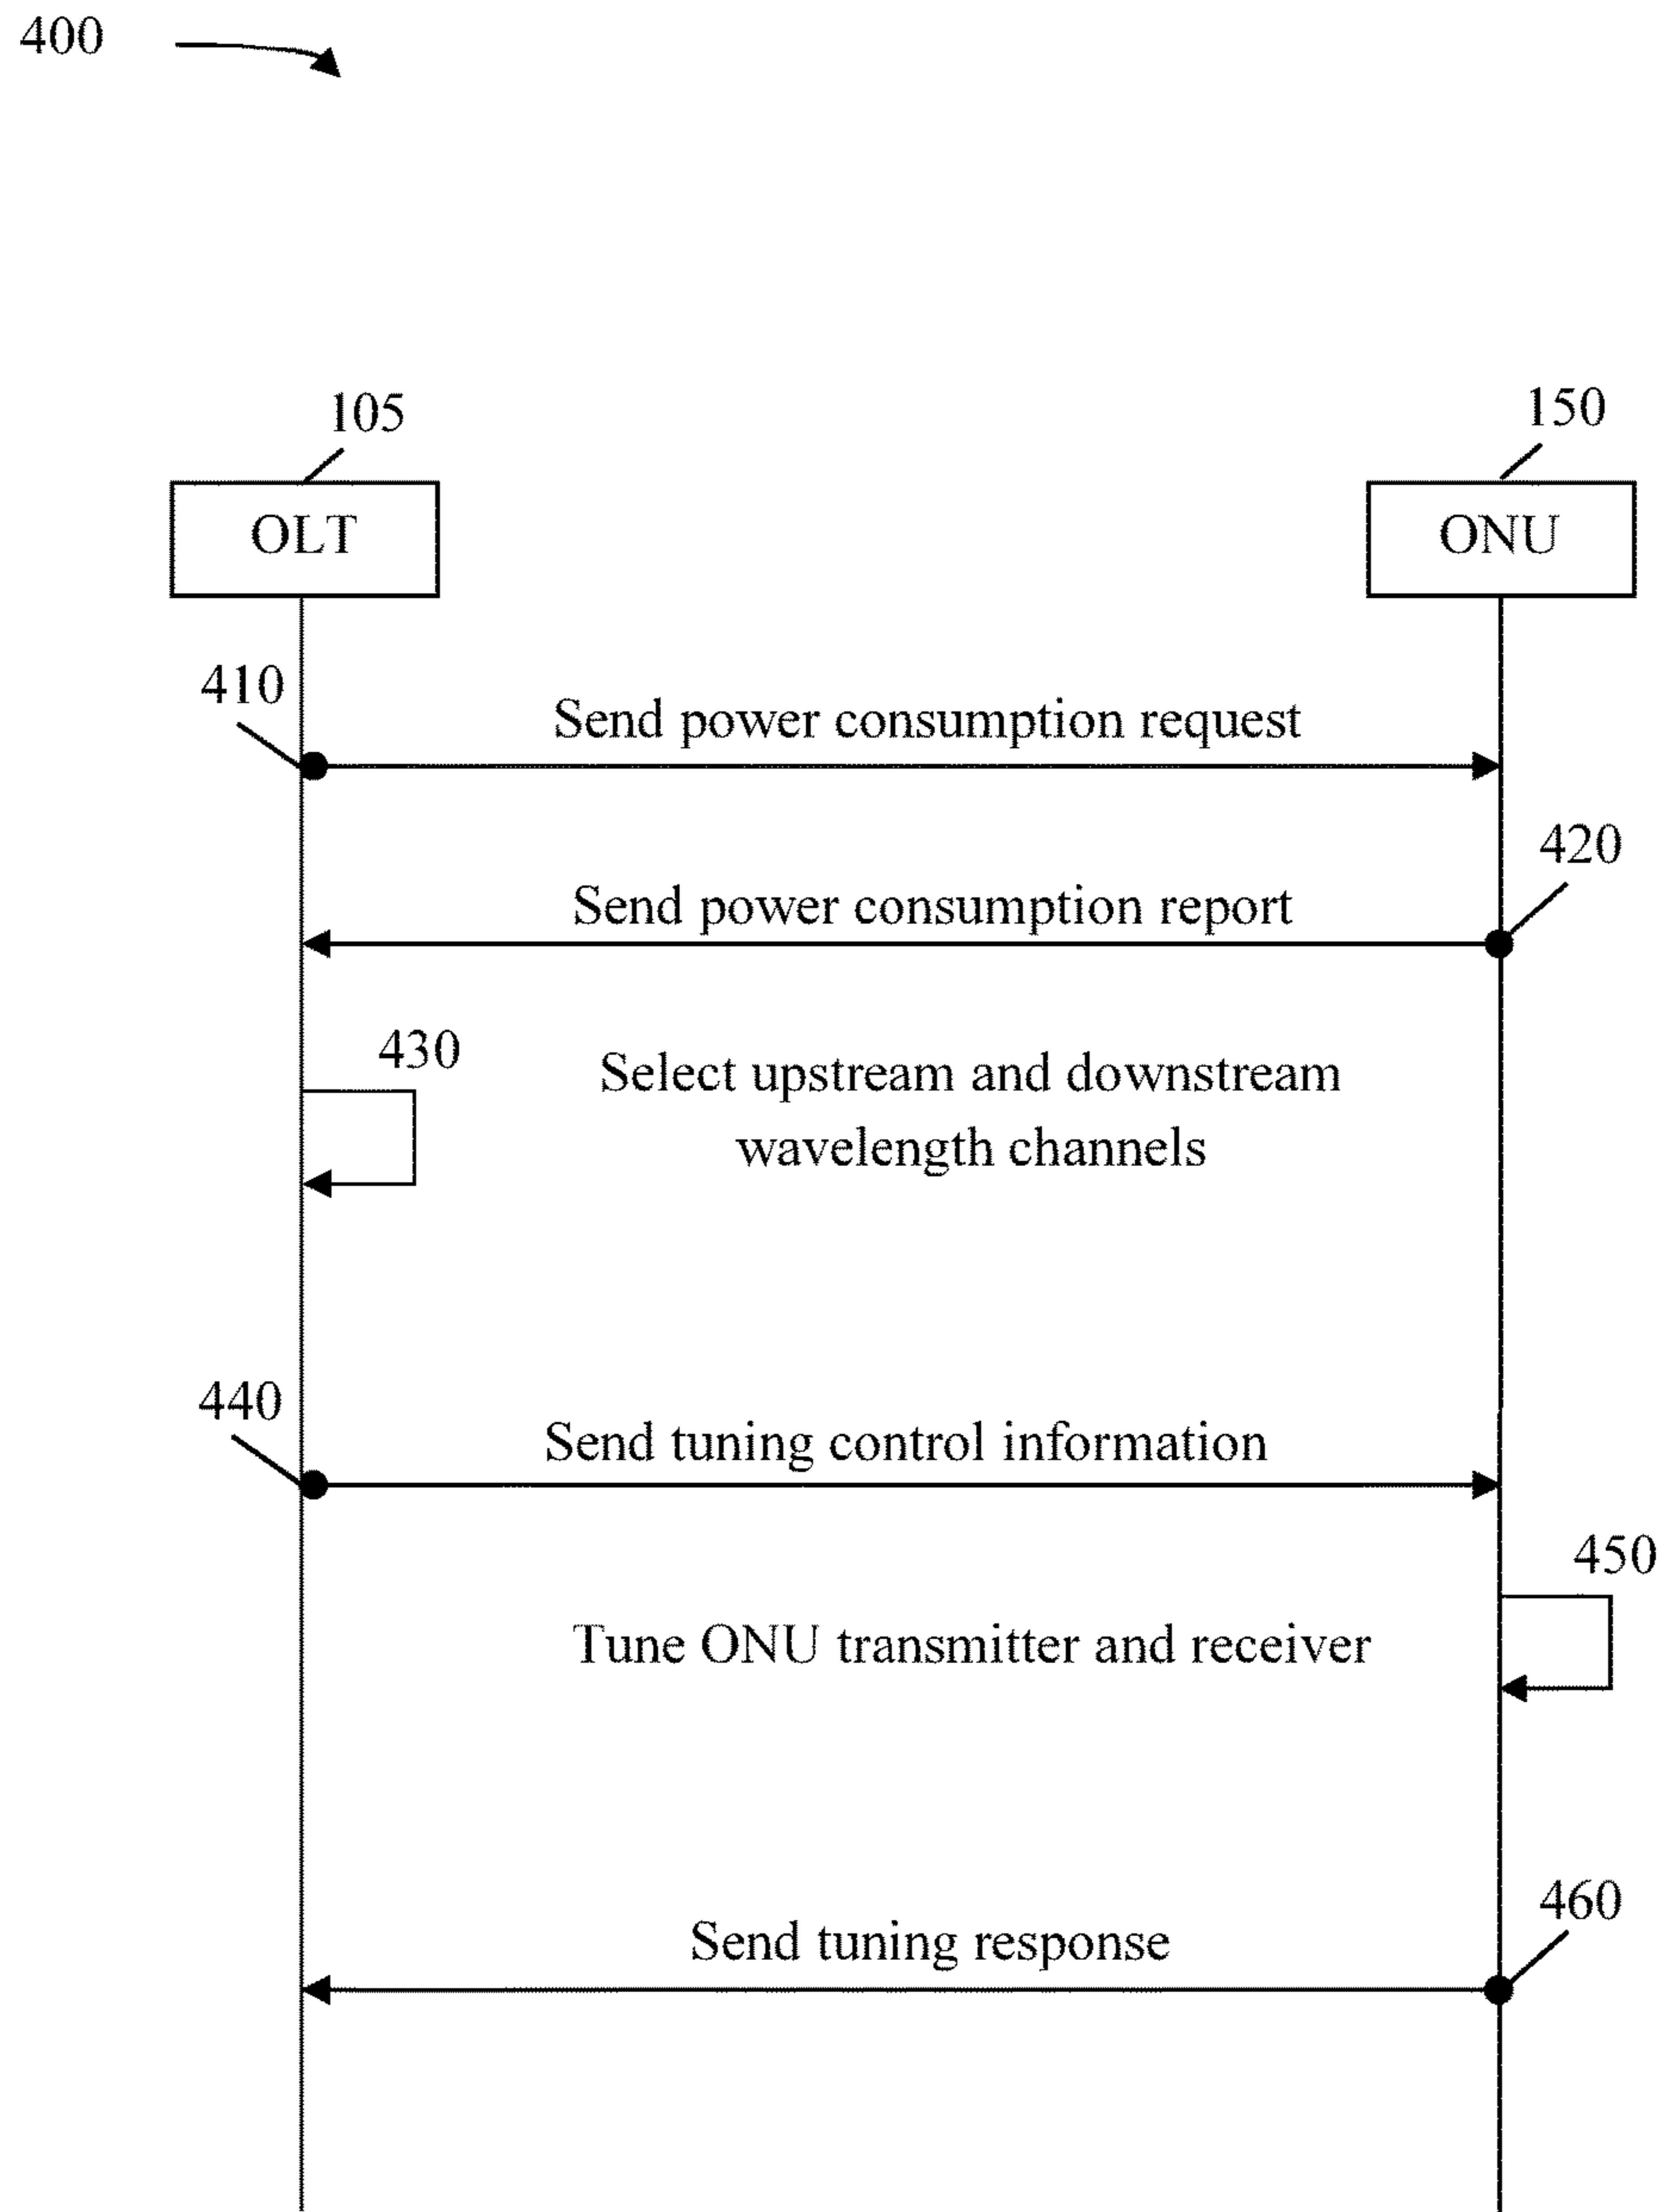 400
105
150
OLT
ONU
410
Send power consumption request
420
Send power consumption report
430
Select upstream and downstream
wavelength channels
440
Send tuning control information
450
Tune ONU transmitter and receiver
460
Send tuning response